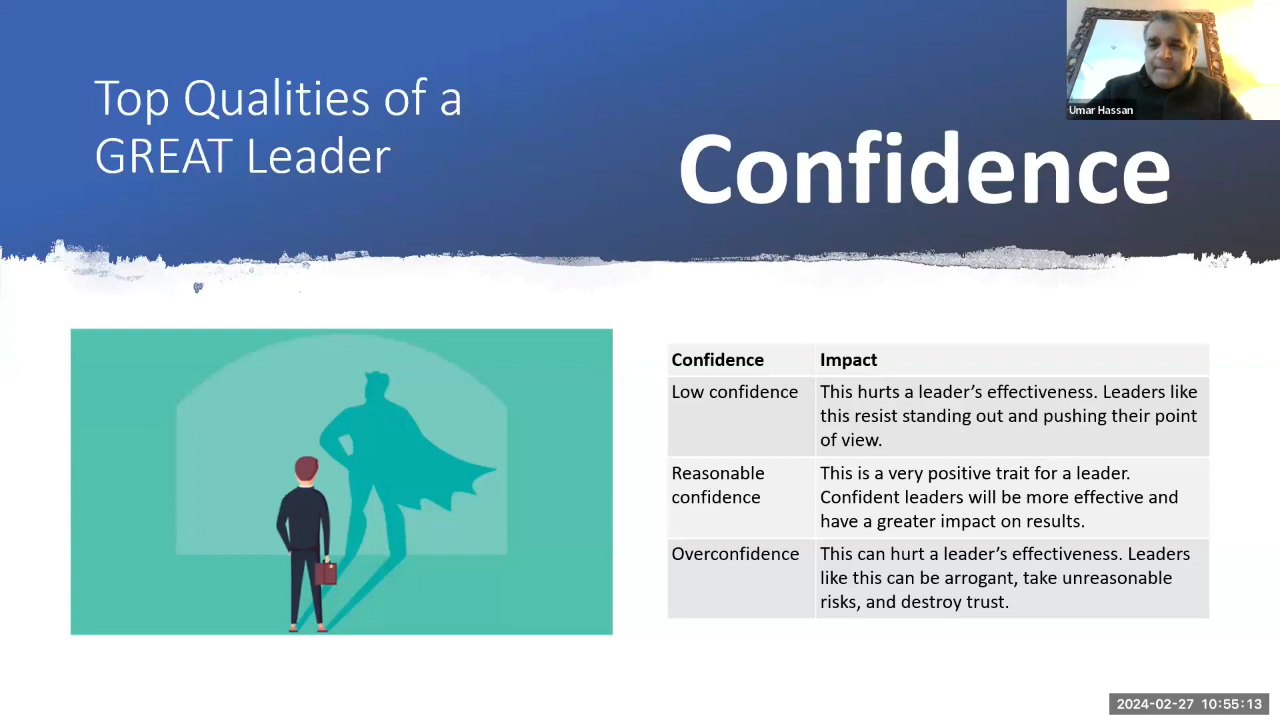 Top Qualities of a
GREAT Leader
Umar Hassan
Confidence
Confidence Impact
Low confidence This hurts a leader’s effectiveness. Leaders like
this resist standing out and pushing their point
of view.
Reasonable This is a very positive trait for a leader.
confidence Confident leaders will be more effective and
have a greater impact on results.
Overconfidence This can hurt a leader’s effectiveness. Leaders
like this can be arrogant, take unreasonable
risks, and destroy trust.
2024-02-27 10:55:13